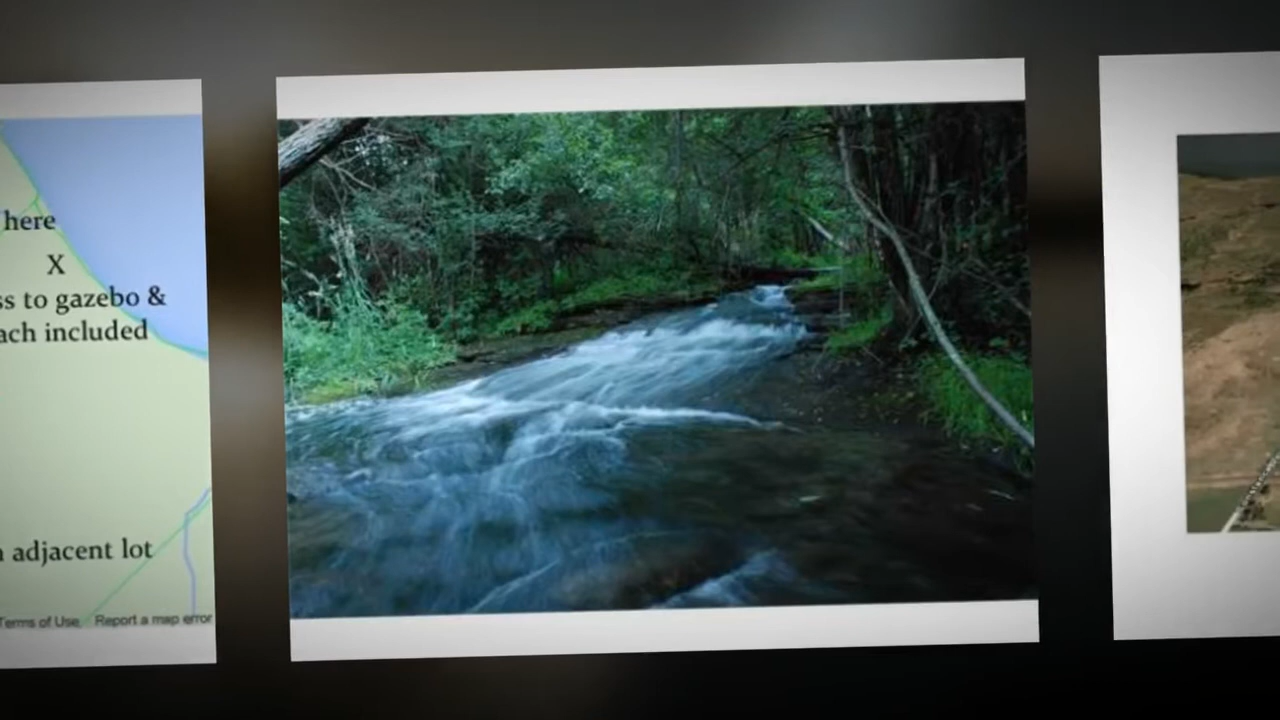 here
X
ss to gazebo &
ach included
adjacent lot
Terms of Use Report a map error